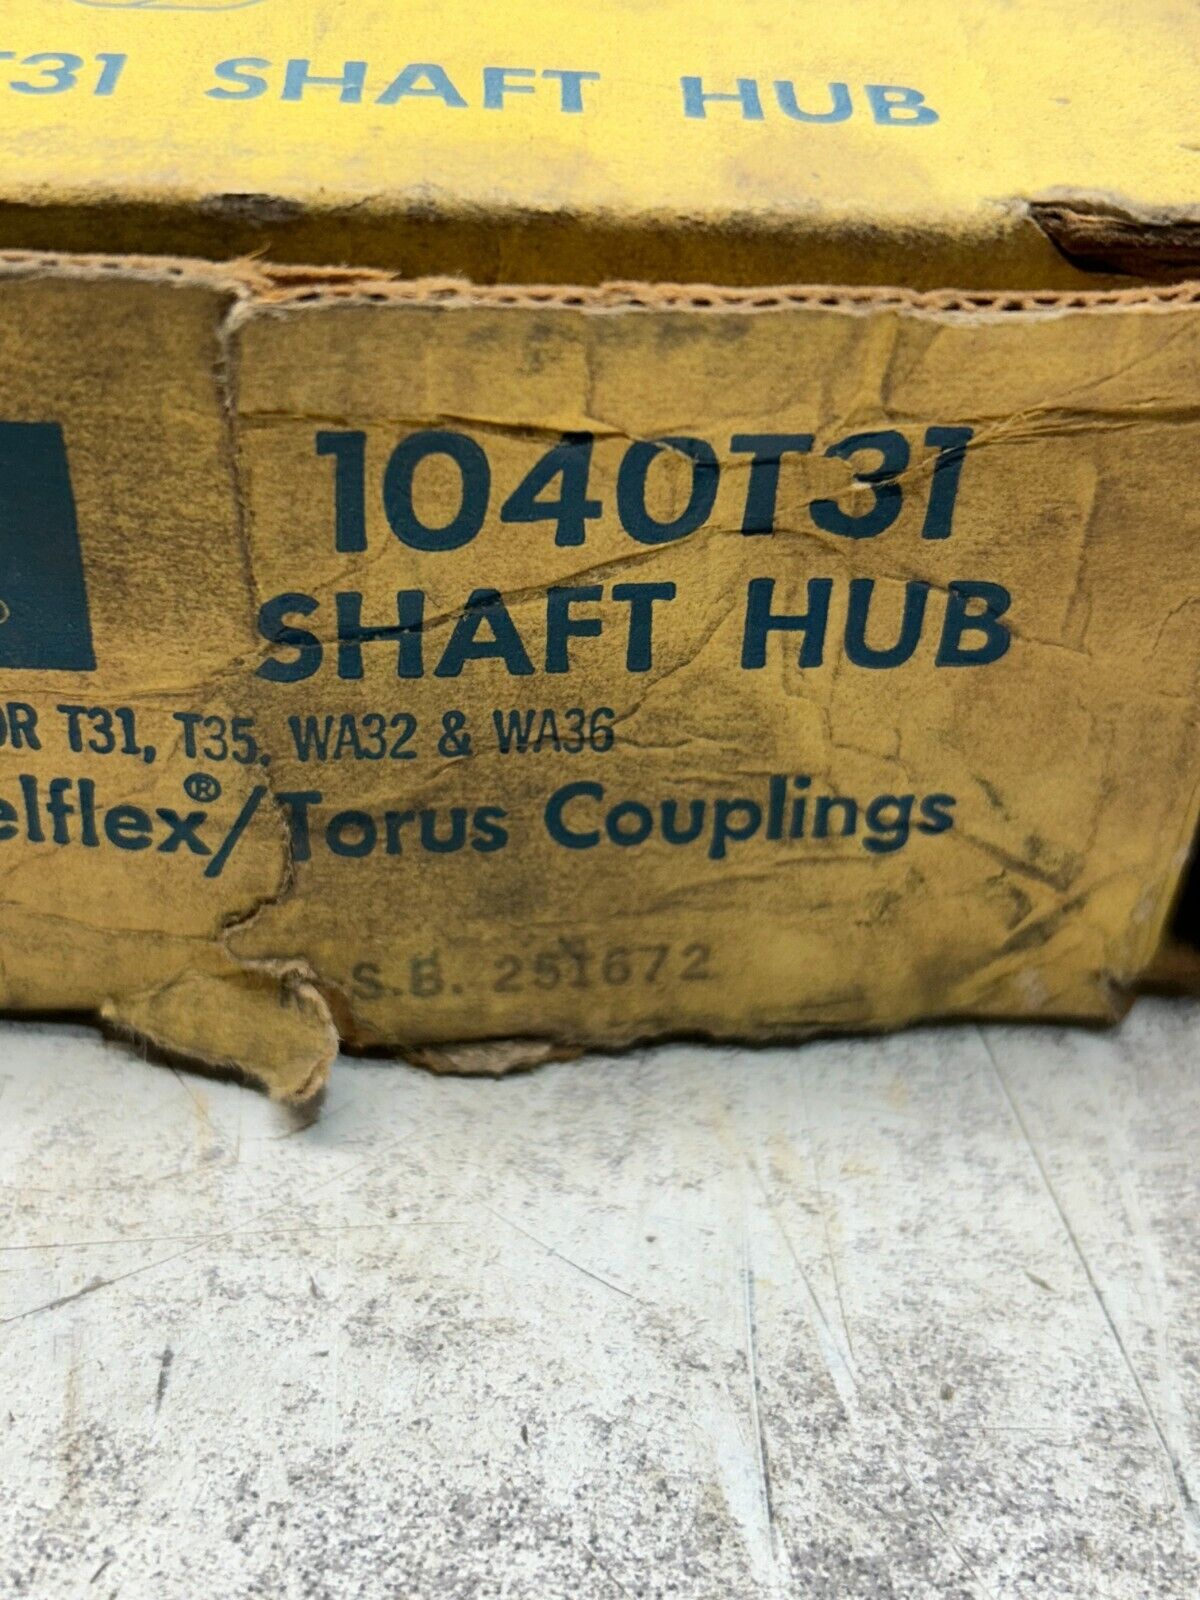 T31 SHAFT HUB
1040T31
SHAFT HUB
OR T31, T35, WA32 & WA36
elflex®/Torus Couplings
S.B. 251672